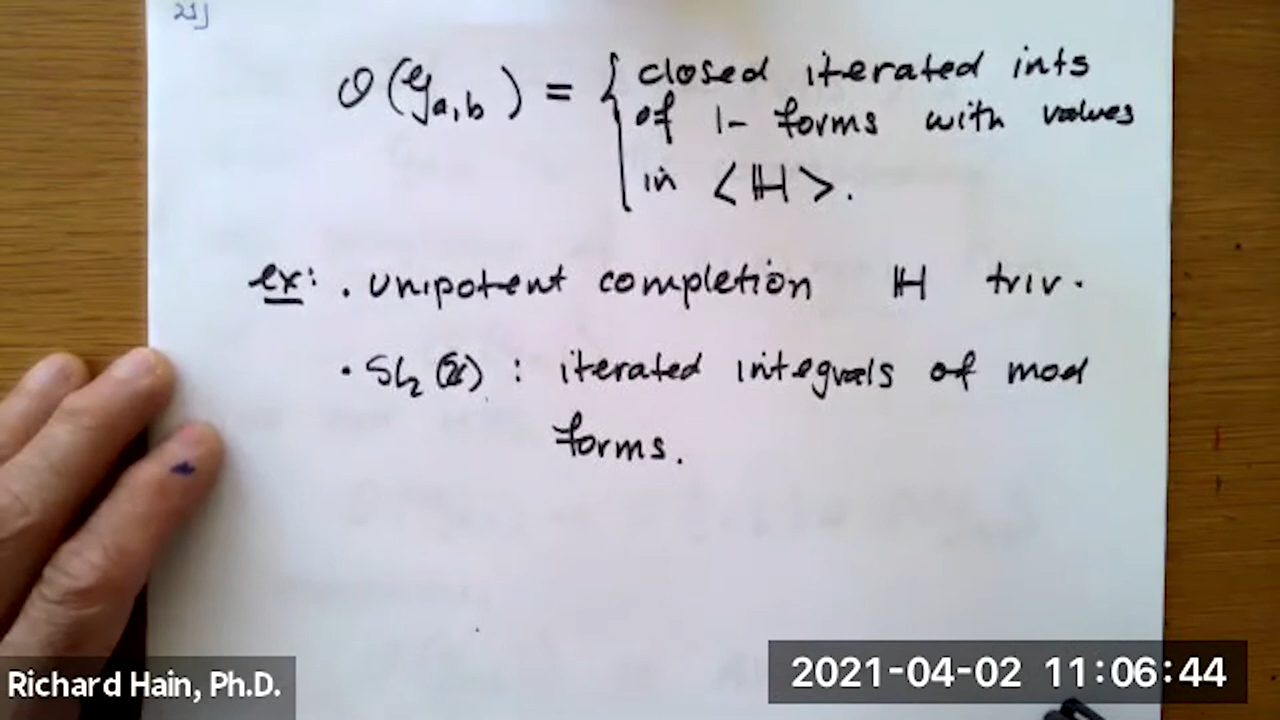 21]
𝒪(𝒢a,b) = { closed iterated ints
of 1-forms with values
in <ℍ>.
ex: . unipotent completion ℍ triv.
· SL₂(ℤ) : iterated integrals of mod
forms.
Richard Hain, Ph.D.
2021-04-02 11:06:44